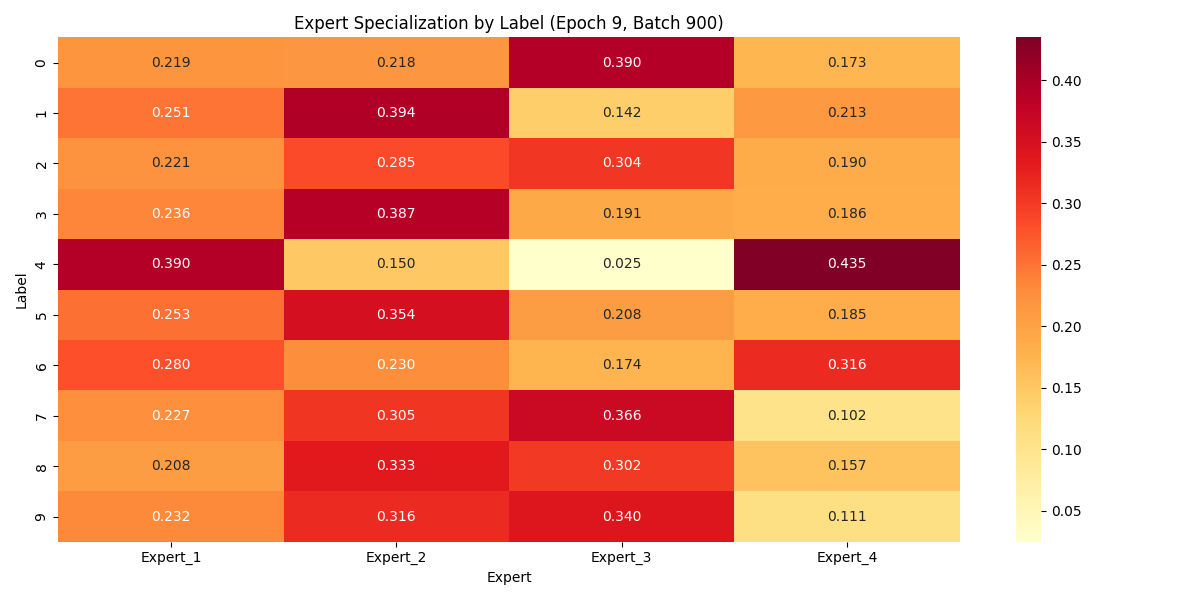 Expert Specialization by Label (Epoch 9, Batch 900)
0 0.219 0.218 0.390 0.173
1 0.251 0.394 0.142 0.213
2 0.221 0.285 0.304 0.190
3 0.236 0.387 0.191 0.186
4 0.390 0.150 0.025 0.435
5 0.253 0.354 0.208 0.185
6 0.280 0.230 0.174 0.316
7 0.227 0.305 0.366 0.102
8 0.208 0.333 0.302 0.157
9 0.232 0.316 0.340 0.111
Label
Expert_1 Expert_2 Expert_3 Expert_4
Expert
0.40
0.35
0.30
0.25
0.20
0.15
0.10
0.05